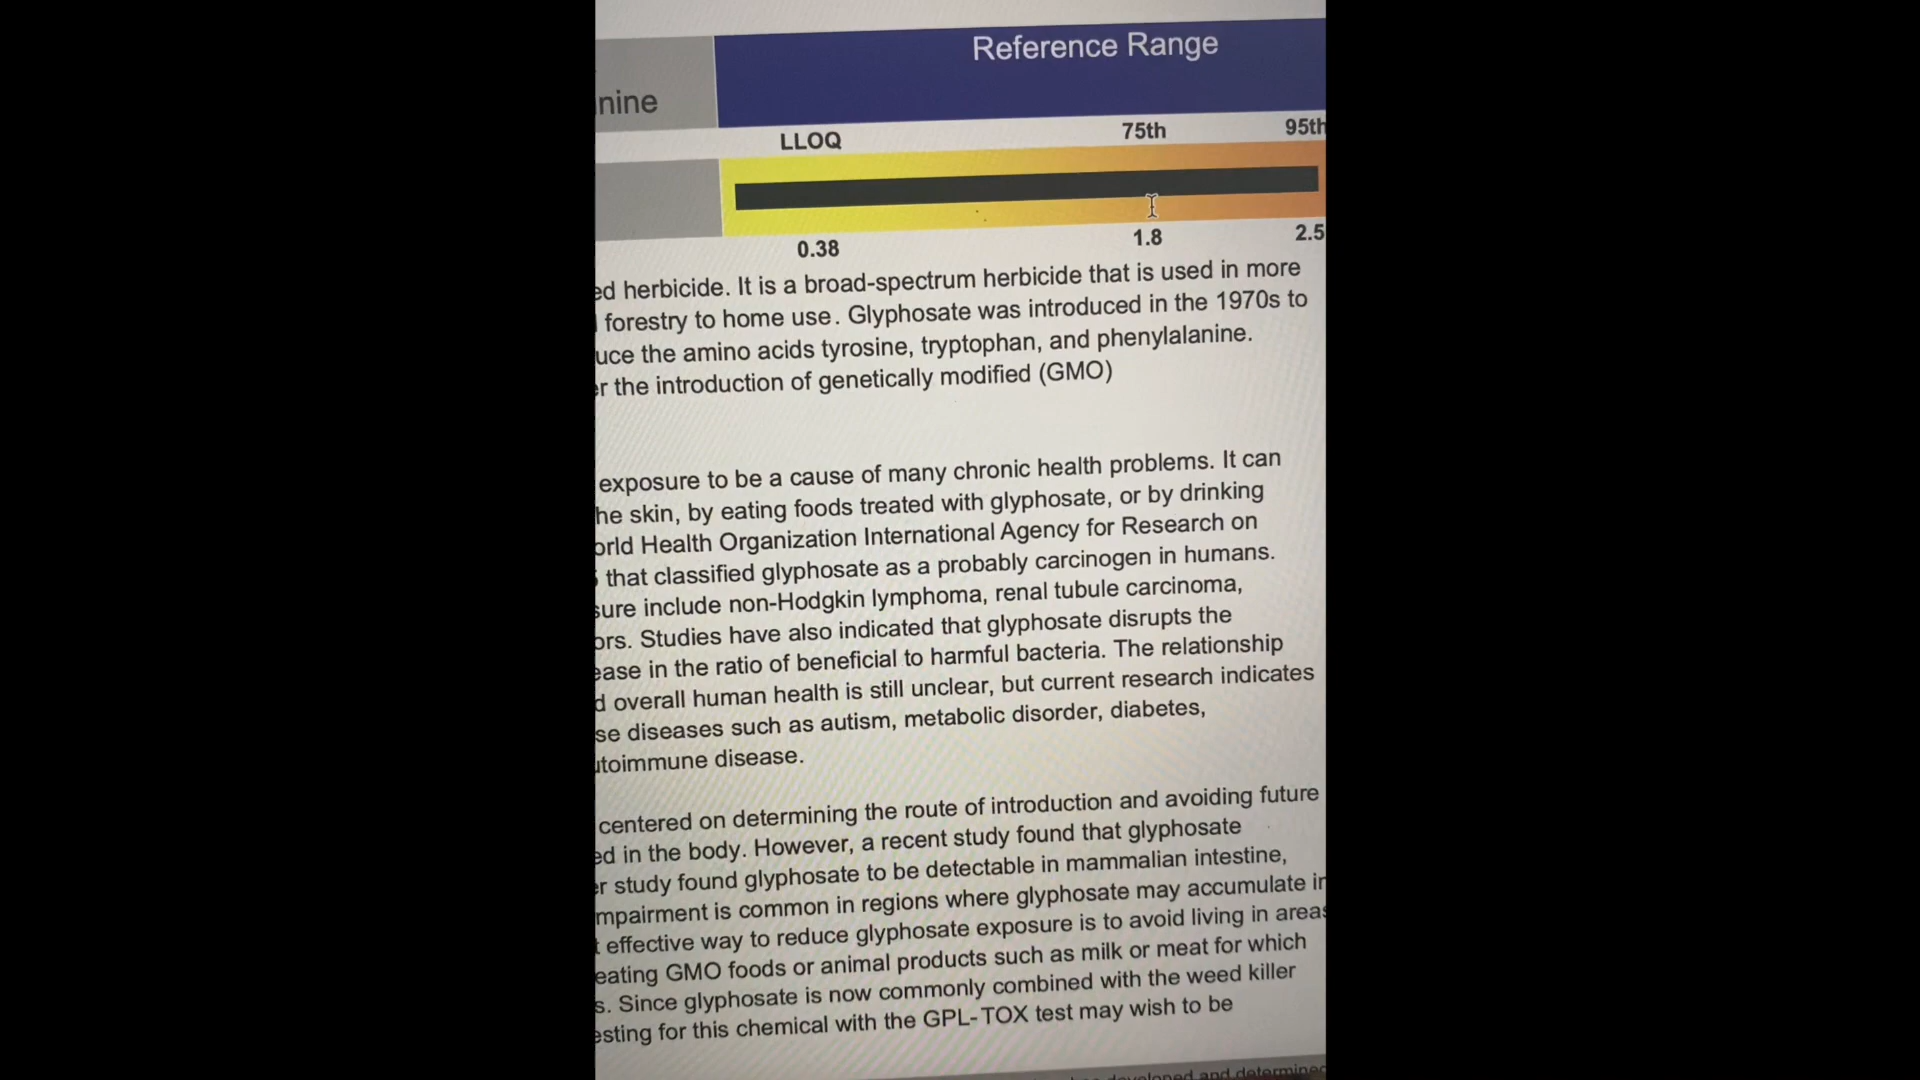 Reference Range
nine
LLOQ 75th 95th
0.38 1.8 2.5
ed herbicide. It is a broad-spectrum herbicide that is used in more
forestry to home use. Glyphosate was introduced in the 1970s to
uce the amino acids tyrosine, tryptophan, and phenylalanine.
er the introduction of genetically modified (GMO)
exposure to be a cause of many chronic health problems. It can
he skin, by eating foods treated with glyphosate, or by drinking
orld Health Organization International Agency for Research on
that classified glyphosate as a probably carcinogen in humans.
sure include non-Hodgkin lymphoma, renal tubule carcinoma,
ors. Studies have also indicated that glyphosate disrupts the
ease in the ratio of beneficial to harmful bacteria. The relationship
d overall human health is still unclear, but current research indicates
se diseases such as autism, metabolic disorder, diabetes,
utoimmune disease.
centered on determining the route of introduction and avoiding future
ed in the body. However, a recent study found that glyphosate
er study found glyphosate to be detectable in mammalian intestine,
mpairment is common in regions where glyphosate may accumulate in
t effective way to reduce glyphosate exposure is to avoid living in areas
eating GMO foods or animal products such as milk or meat for which
s. Since glyphosate is now commonly combined with the weed killer
esting for this chemical with the GPL-TOX test may wish to be
developed and determined